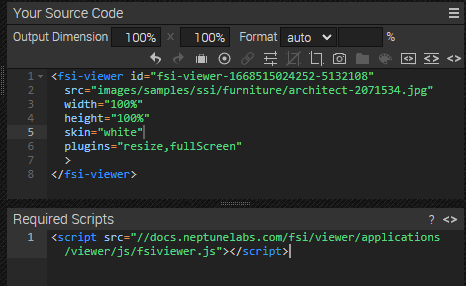 Your Source Code
Output Dimension 100% x 100% Format auto %
1 <fsi-viewer id="fsi-viewer-1668515024252-5132108"
2 src="images/samples/ssi/furniture/architect-2071534.jpg"
3 width="100%"
4 height="100%"
5 skin="white"
6 plugins="resize,fullScreen"
7 >
8 </fsi-viewer>
Required Scripts ? <>
1 <script src="//docs.neptunelabs.com/fsi/viewer/applications
/viewer/js/fsiviewer.js"></script>